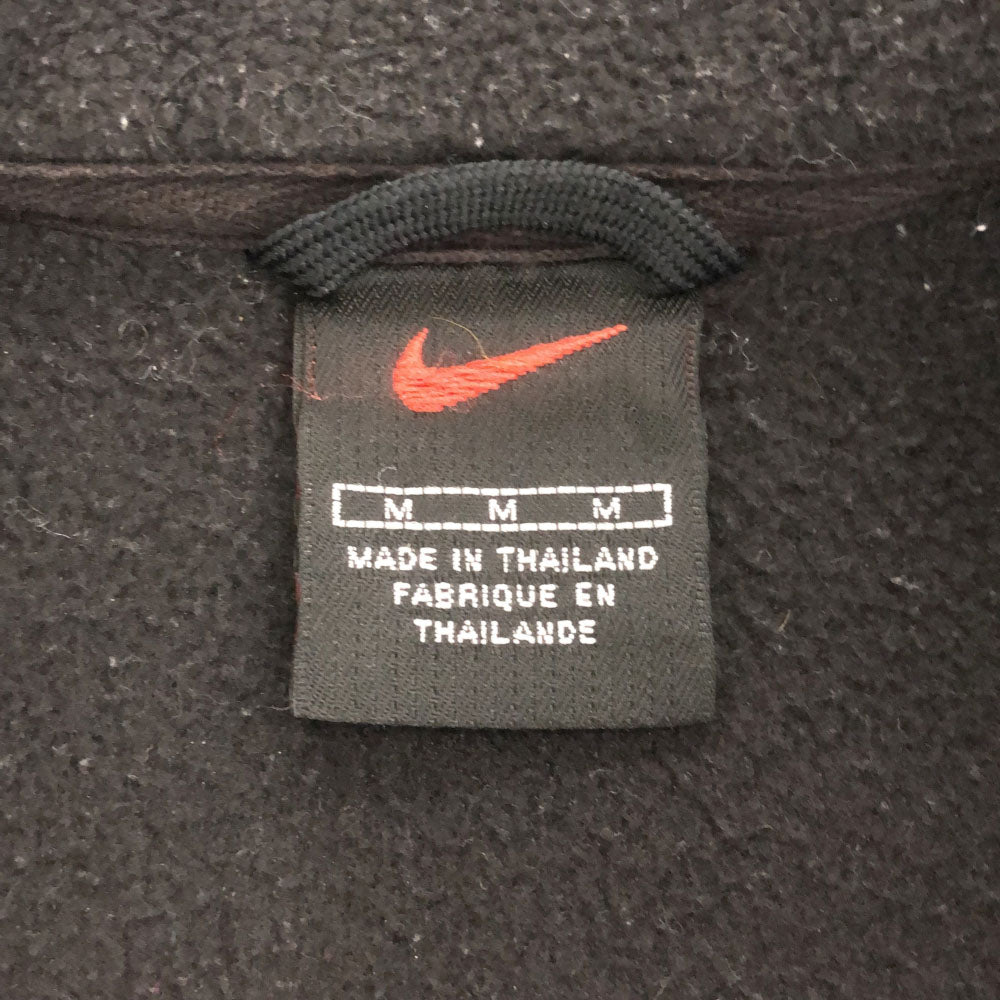 M M M
MADE IN THAILAND
FABRIQUE EN
THAILANDE